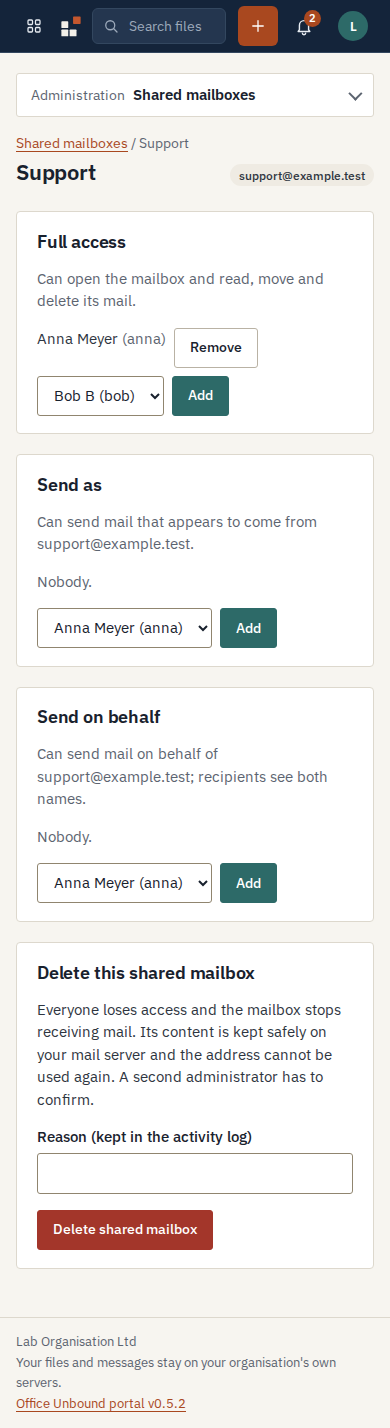 Search files
2
L
Administration Shared mailboxes
Shared mailboxes / Support
Support
support@example.test
Full access
Can open the mailbox and read, move and
delete its mail.
Anna Meyer (anna) Remove
Bob B (bob) Add
Send as
Can send mail that appears to come from
support@example.test.
Nobody.
Anna Meyer (anna) Add
Send on behalf
Can send mail on behalf of
support@example.test; recipients see both
names.
Nobody.
Anna Meyer (anna) Add
Delete this shared mailbox
Everyone loses access and the mailbox stops
receiving mail. Its content is kept safely on
your mail server and the address cannot be
used again. A second administrator has to
confirm.
Reason (kept in the activity log)
Delete shared mailbox
Lab Organisation Ltd
Your files and messages stay on your organisation's own
servers.
Office Unbound portal v0.5.2